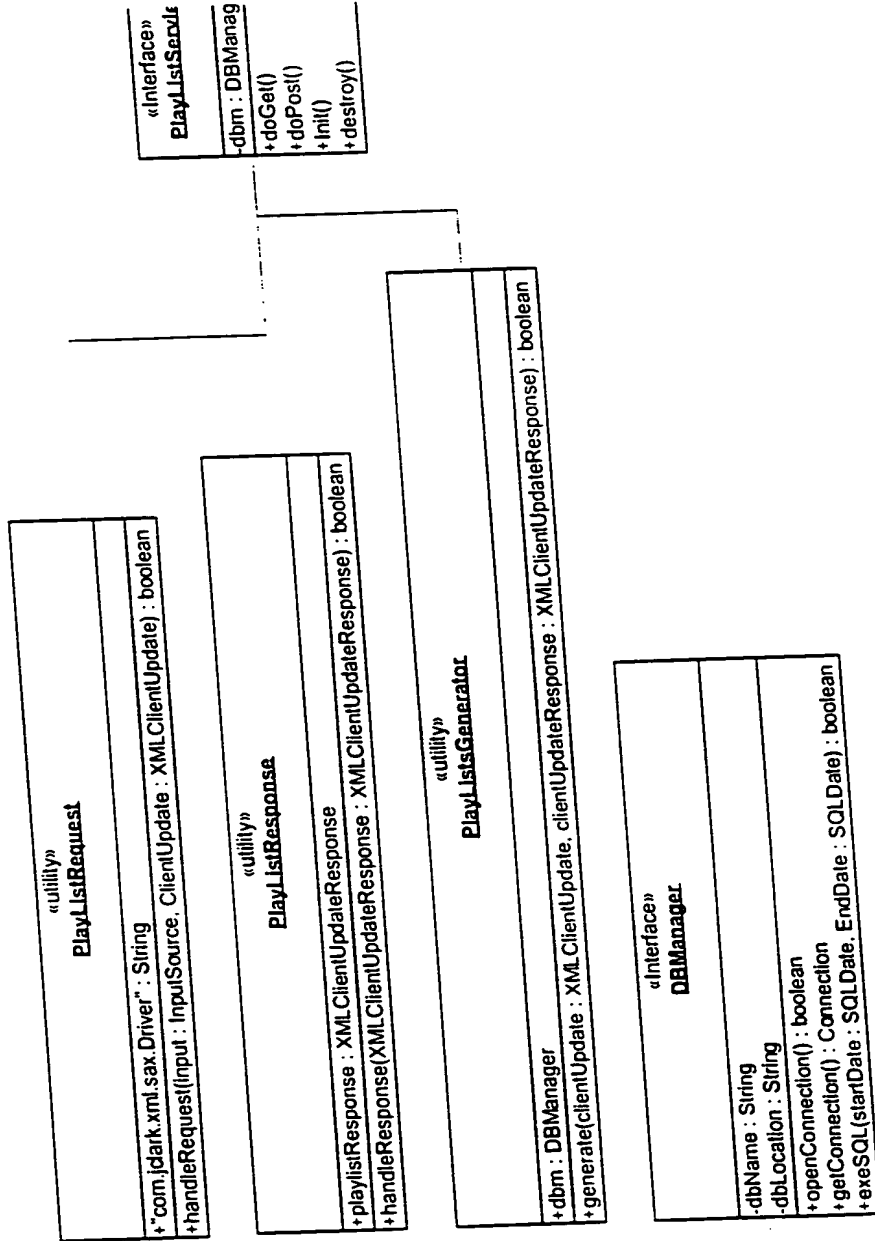 «utility»
PlayListRequest
+"com.jdark.xml.sax.Driver" : String
+handleRequest(input : InputSource, ClientUpdate : XMLClientUpdate) : boolean
«utility»
PlayListResponse
+playlistResponse : XMLClientUpdateResponse
+handleResponse(XMLClientUpdateResponse : XMLClientUpdateResponse) : boolean
«utility»
PlayListsGenerator
+dbm : DBManager
+generate(clientUpdate : XMLClientUpdate, clientUpdateResponse : XMLClientUpdateResponse) : boolean
«Interface»
DBManager
-dbName : String
-dbLocation : String
+openConnection() : boolean
+getConnection() : Connection
+exeSQL(startDate : SQLDate, EndDate : SQLDate) : boolean
«Interface»
PlayListServle
-dbm : DBManag
+doGet()
+doPost()
+Init()
+destroy()